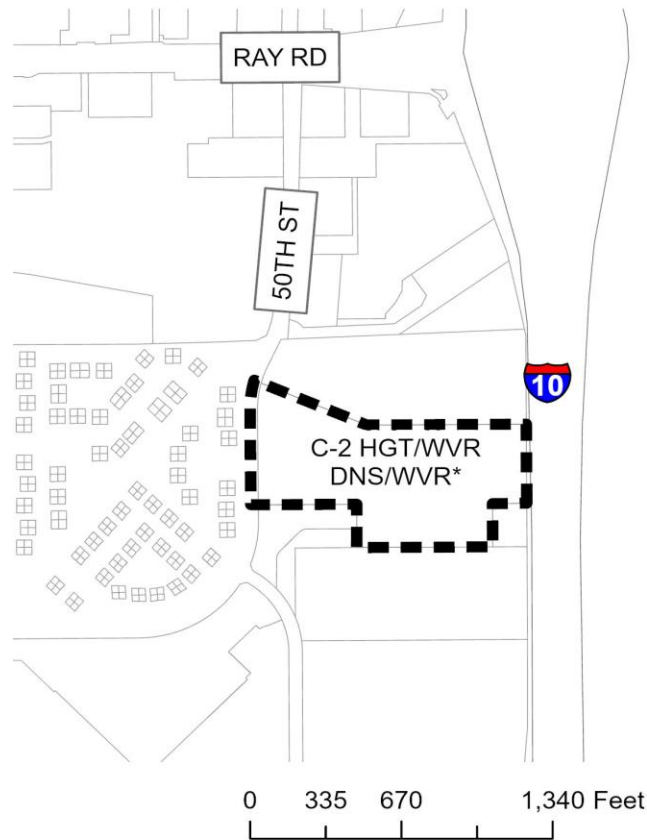 RAY RD
50TH ST
10
C-2 HGT/WVR
DNS/WVR*
0 335 670 1,340 Feet